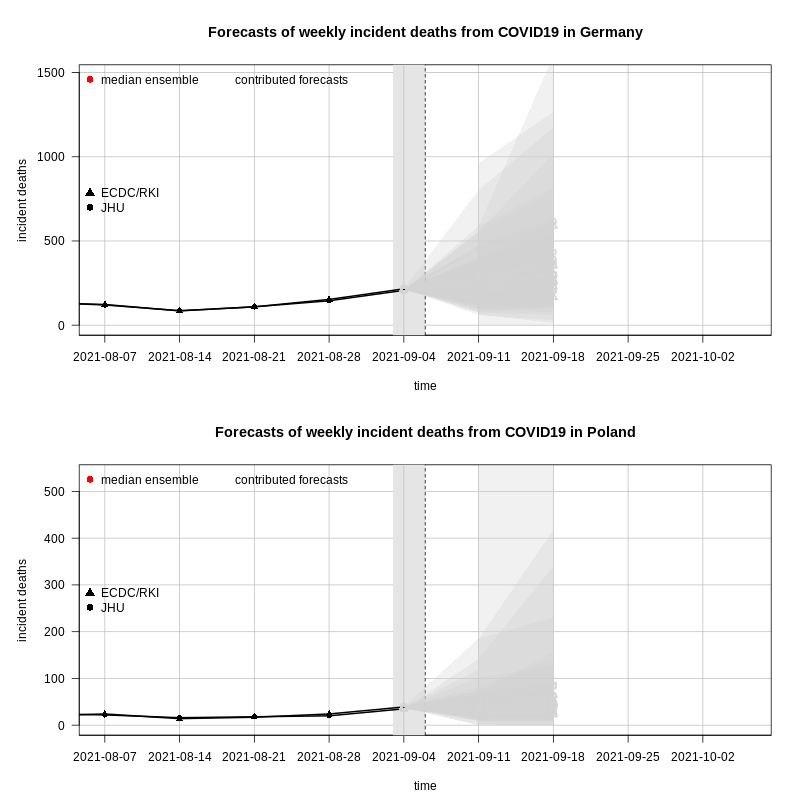 Forecasts of weekly incident deaths from COVID19 in Germany
median ensemble contributed forecasts
ECDC/RKI
JHU
incident deaths
1500
1000
500
0
2021-08-07 2021-08-14 2021-08-21 2021-08-28 2021-09-04 2021-09-11 2021-09-18 2021-09-25 2021-10-02
time
Forecasts of weekly incident deaths from COVID19 in Poland
median ensemble contributed forecasts
ECDC/RKI
JHU
incident deaths
500
400
300
200
100
0
2021-08-07 2021-08-14 2021-08-21 2021-08-28 2021-09-04 2021-09-11 2021-09-18 2021-09-25 2021-10-02
time